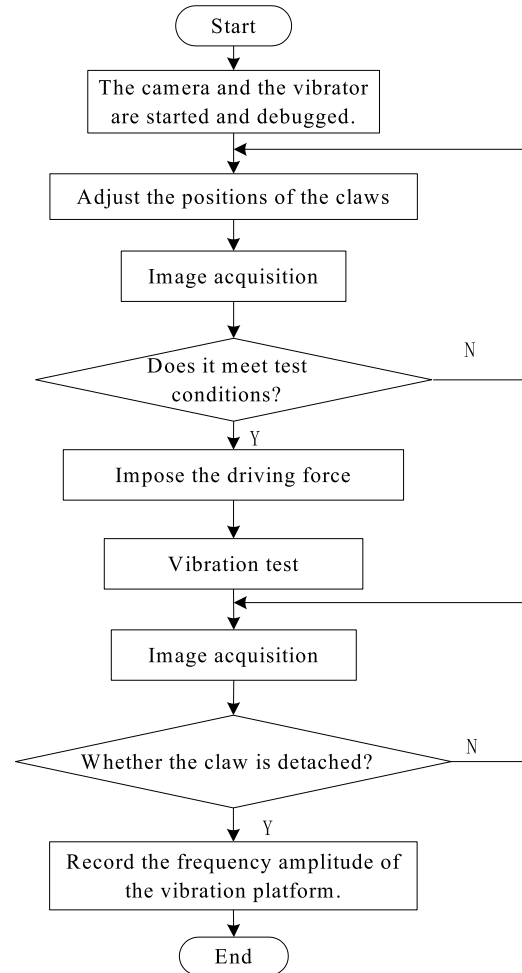 Start
The camera and the vibrator
are started and debugged.
Adjust the positions of the claws
Image acquisition
Does it meet test
conditions?
N
Y
Impose the driving force
Vibration test
Image acquisition
Whether the claw is detached?
N
Y
Record the frequency amplitude of
the vibration platform.
End